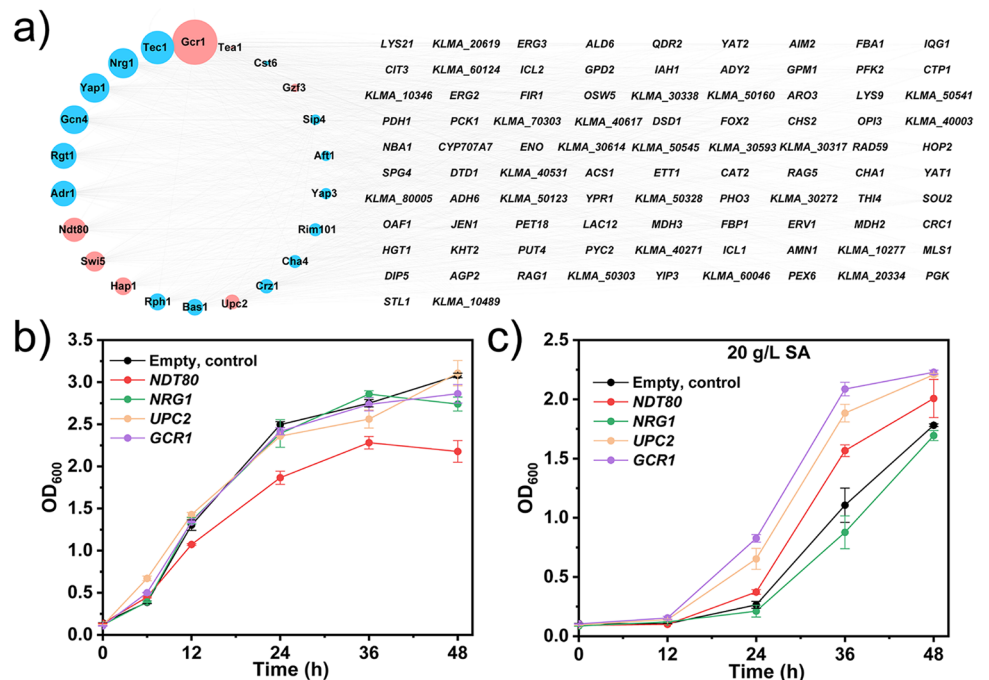 a)
Gcr1
Tea1
Cst6
Gzf3
Sip4
Aft1
Yap3
Rim101
Cha4
Crz1
Upc2
Bas1
Rph1
Hap1
Swi5
Ndt80
Adr1
Rgt1
Gcn4
Yap1
Nrg1
Tec1
LYS21 KLMA_20619 ERG3 ALD6 QDR2 YAT2 AIM2 FBA1 IQG1
CIT3 KLMA_60124 ICL2 GPD2 IAH1 ADY2 GPM1 PFK2 CTP1
KLMA_10346 ERG2 FIR1 OSW5 KLMA_30338 KLMA_50160 ARO3 LYS9 KLMA_50541
PDH1 PCK1 KLMA_70303 KLMA_40617 DSD1 FOX2 CHS2 OPI3 KLMA_40003
NBA1 CYP707A7 ENO KLMA_30614 KLMA_50545 KLMA_30593 KLMA_30317 RAD59 HOP2
SPG4 DTD1 KLMA_40531 ACS1 ETT1 CAT2 RAG5 CHA1 YAT1
KLMA_80005 ADH6 KLMA_50123 YPR1 KLMA_50328 PHO3 KLMA_30272 THI4 SOU2
OAF1 JEN1 PET18 LAC12 MDH3 FBP1 ERV1 MDH2 CRC1
HGT1 KHT2 PUT4 PYC2 KLMA_40271 ICL1 AMN1 KLMA_10277 MLS1
DIP5 AGP2 RAG1 KLMA_50303 YIP3 KLMA_60046 PEX6 KLMA_20334 PGK
STL1 KLMA_10489
b)
3.5
3.0
2.5
2.0
1.5
1.0
0.5
0.0
OD600
Empty, control
NDT80
NRG1
UPC2
GCR1
0 12 24 36 48
Time (h)
c)
20 g/L SA
2.5
2.0
1.5
1.0
0.5
0.0
OD600
Empty, control
NDT80
NRG1
UPC2
GCR1
0 12 24 36 48
Time (h)